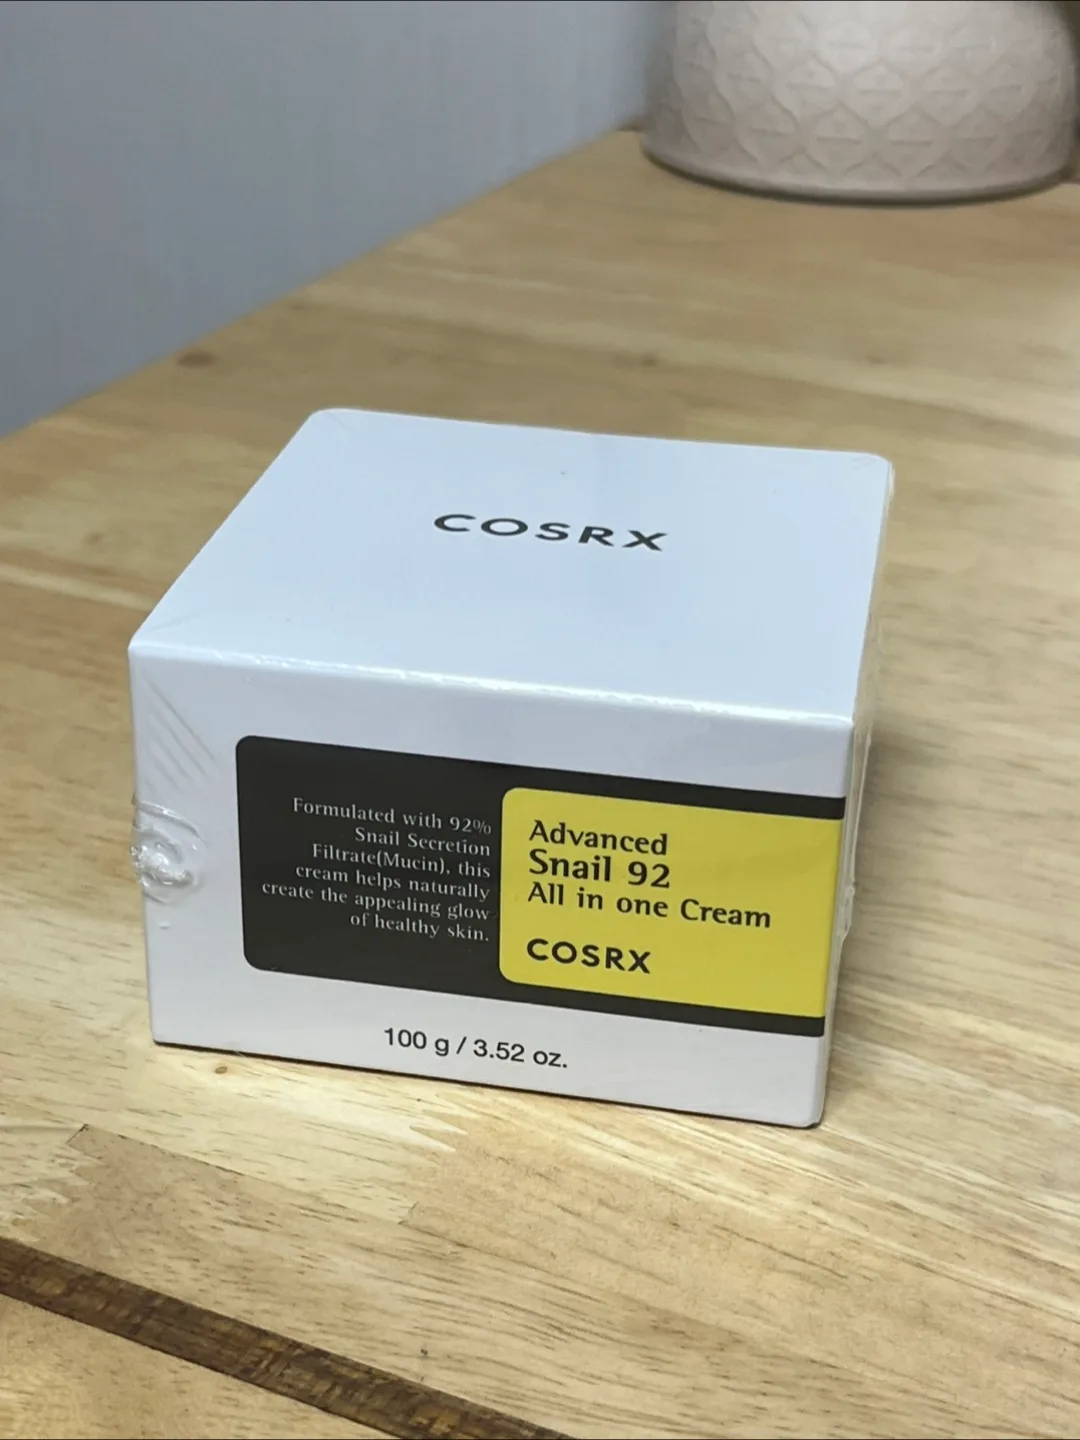 COSRX
Formulated with 92%
Snail Secretion
Filtrate(Mucin), this
cream helps naturally
create the appealing glow
of healthy skin.
Advanced
Snail 92
All in one Cream
COSRX
100 g / 3.52 oz.